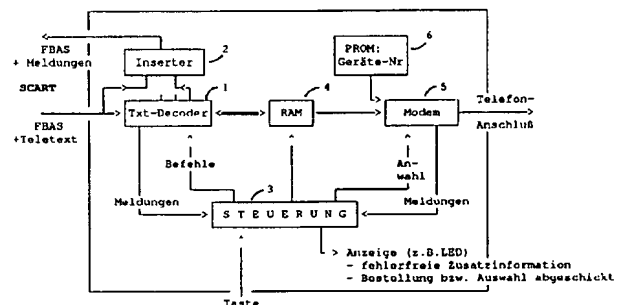 FBAS
+ Meldungen
2
Inserter
6
PROM:
Geräte-Nr
SCART
1
4
5
Telefon-
Txt-Decoder
RAM
Modem
Anschluß
FBAS
+Teletext
Befehle
An-
wahl
Meldungen
3
Meldungen
S T E U E R U N G
Anzeige (z.B.LED)
- fehlerfreie Zusatzinformation
- Bestellung bzw. Auswahl abgeschickt
Taste